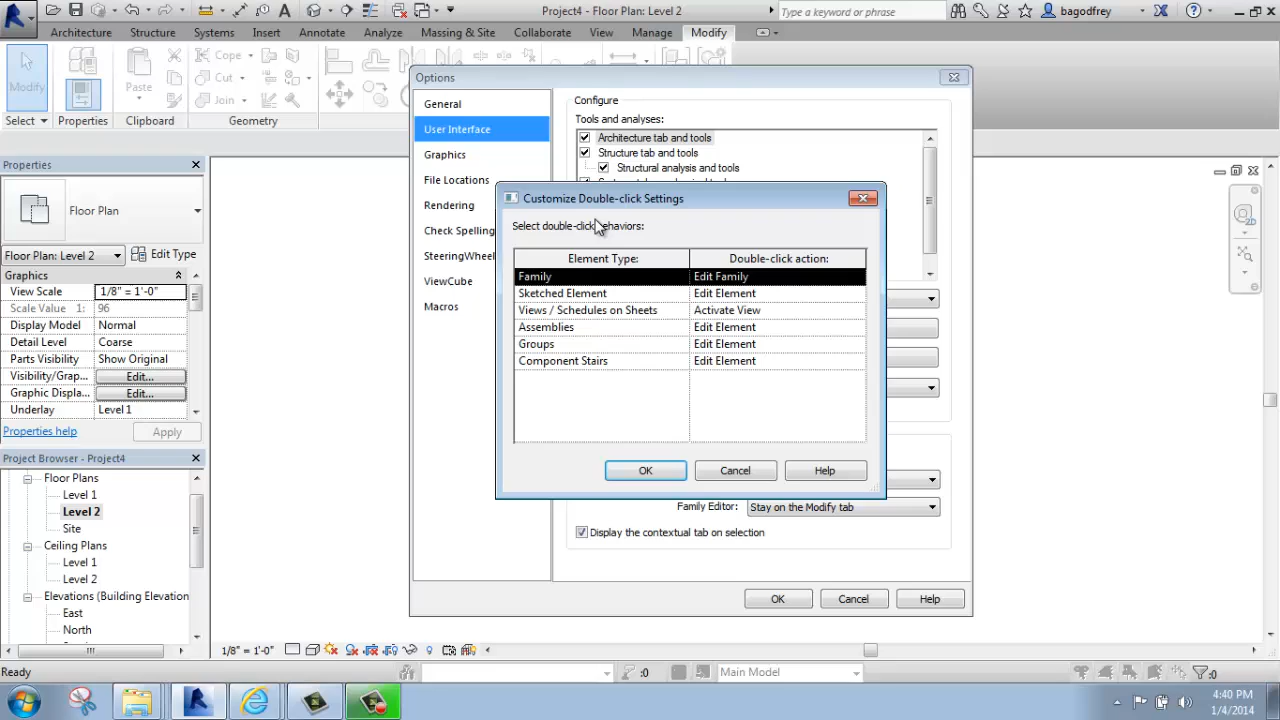 Project4 - Floor Plan: Level 2
Type a keyword or phrase
bagodfrey
Architecture
Structure
Systems
Insert
Annotate
Analyze
Massing & Site
Collaborate
View
Manage
Modify
Modify
Paste
Cope
Cut
Join
Select
Properties
Clipboard
Geometry
Properties
Floor Plan
Floor Plan: Level 2
Edit Type
Graphics
View Scale 1/8" = 1'-0"
Scale Value 1: 96
Display Model Normal
Detail Level Coarse
Parts Visibility Show Original
Visibility/Grap... Edit...
Graphic Displa... Edit...
Underlay Level 1
Properties help
Apply
Project Browser - Project4
Floor Plans
Level 1
Level 2
Site
Ceiling Plans
Level 1
Level 2
Elevations (Building Elevation
East
North
Options
General
User Interface
Graphics
File Locations
Rendering
Check Spelling
SteeringWheel
ViewCube
Macros
Configure
Tools and analyses:
Architecture tab and tools
Structure tab and tools
Structural analysis and tools
Customize Double-click Settings
Select double-click behaviors:
Element Type: Double-click action:
Family Edit Family
Sketched Element Edit Element
Views / Schedules on Sheets Activate View
Assemblies Edit Element
Groups Edit Element
Component Stairs Edit Element
OK
Cancel
Help
Family Editor: Stay on the Modify tab
Display the contextual tab on selection
OK
Cancel
Help
2D
1/8" = 1'-0"
Ready
:0
Main Model
:0
4:40 PM
1/4/2014